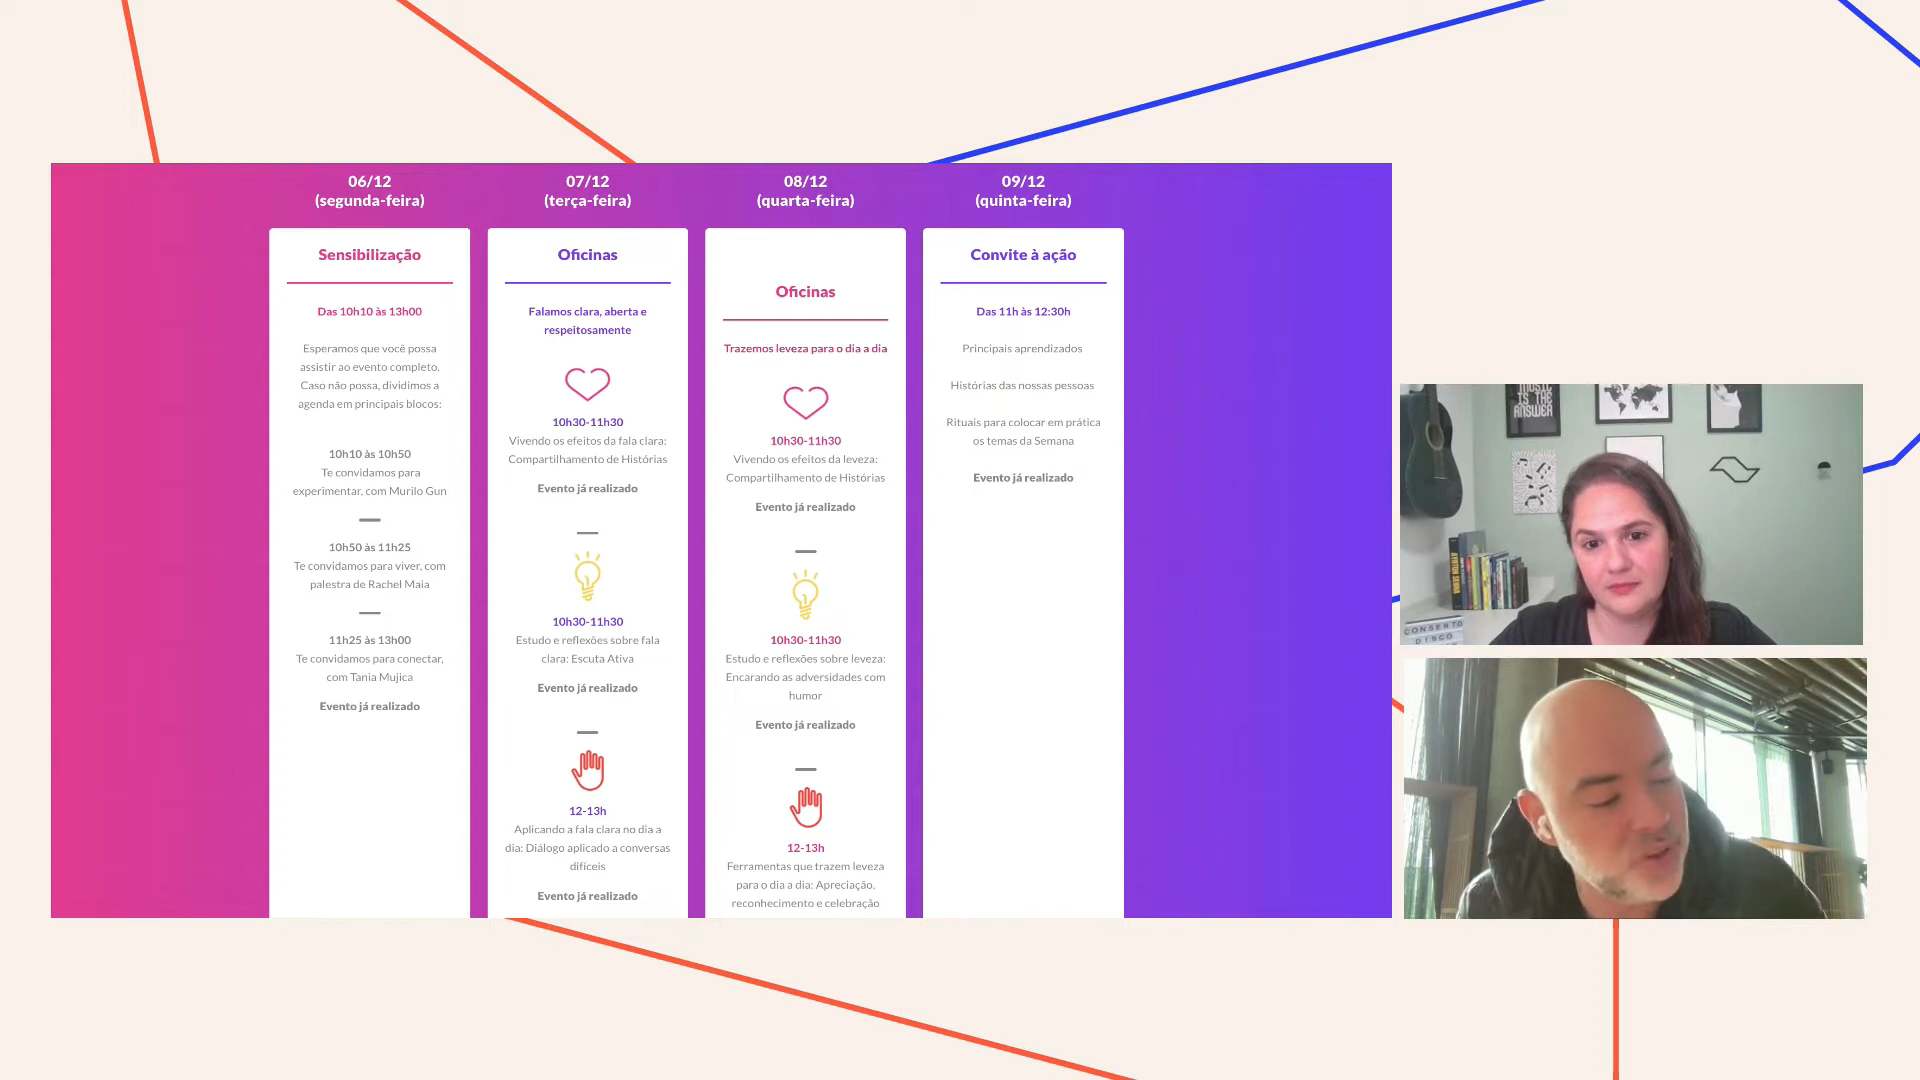 06/12
(segunda-feira)
Sensibilização
Das 10h10 às 13h00
Esperamos que você possa
assistir ao evento completo.
Caso não possa, dividimos a
agenda em principais blocos:
10h10 às 10h50
Te convidamos para
experimentar, com Murilo Gun
10h50 às 11h25
Te convidamos para viver, com
palestra de Rachel Maia
11h25 às 13h00
Te convidamos para conectar,
com Tania Mujica
Evento já realizado
07/12
(terça-feira)
Oficinas
Falamos clara, aberta e
respeitosamente
10h30-11h30
Vivendo os efeitos da fala clara:
Compartilhamento de Histórias
Evento já realizado
10h30-11h30
Estudo e reflexões sobre fala
clara: Escuta Ativa
Evento já realizado
12-13h
Aplicando a fala clara no dia a
dia: Diálogo aplicado a conversas
difíceis
Evento já realizado
08/12
(quarta-feira)
Oficinas
Trazemos leveza para o dia a dia
10h30-11h30
Vivendo os efeitos da leveza:
Compartilhamento de Histórias
Evento já realizado
10h30-11h30
Estudo e reflexões sobre leveza:
Encarando as adversidades com
humor
Evento já realizado
12-13h
Ferramentas que trazem leveza
para o dia a dia: Apreciação,
reconhecimento e celebração
09/12
(quinta-feira)
Convite à ação
Das 11h às 12:30h
Principais aprendizados
Histórias das nossas pessoas
Rituais para colocar em prática
os temas da Semana
Evento já realizado
MUSIC
IS THE
ANSWER
AYRTON SENNA
CONSERTO
DISCO